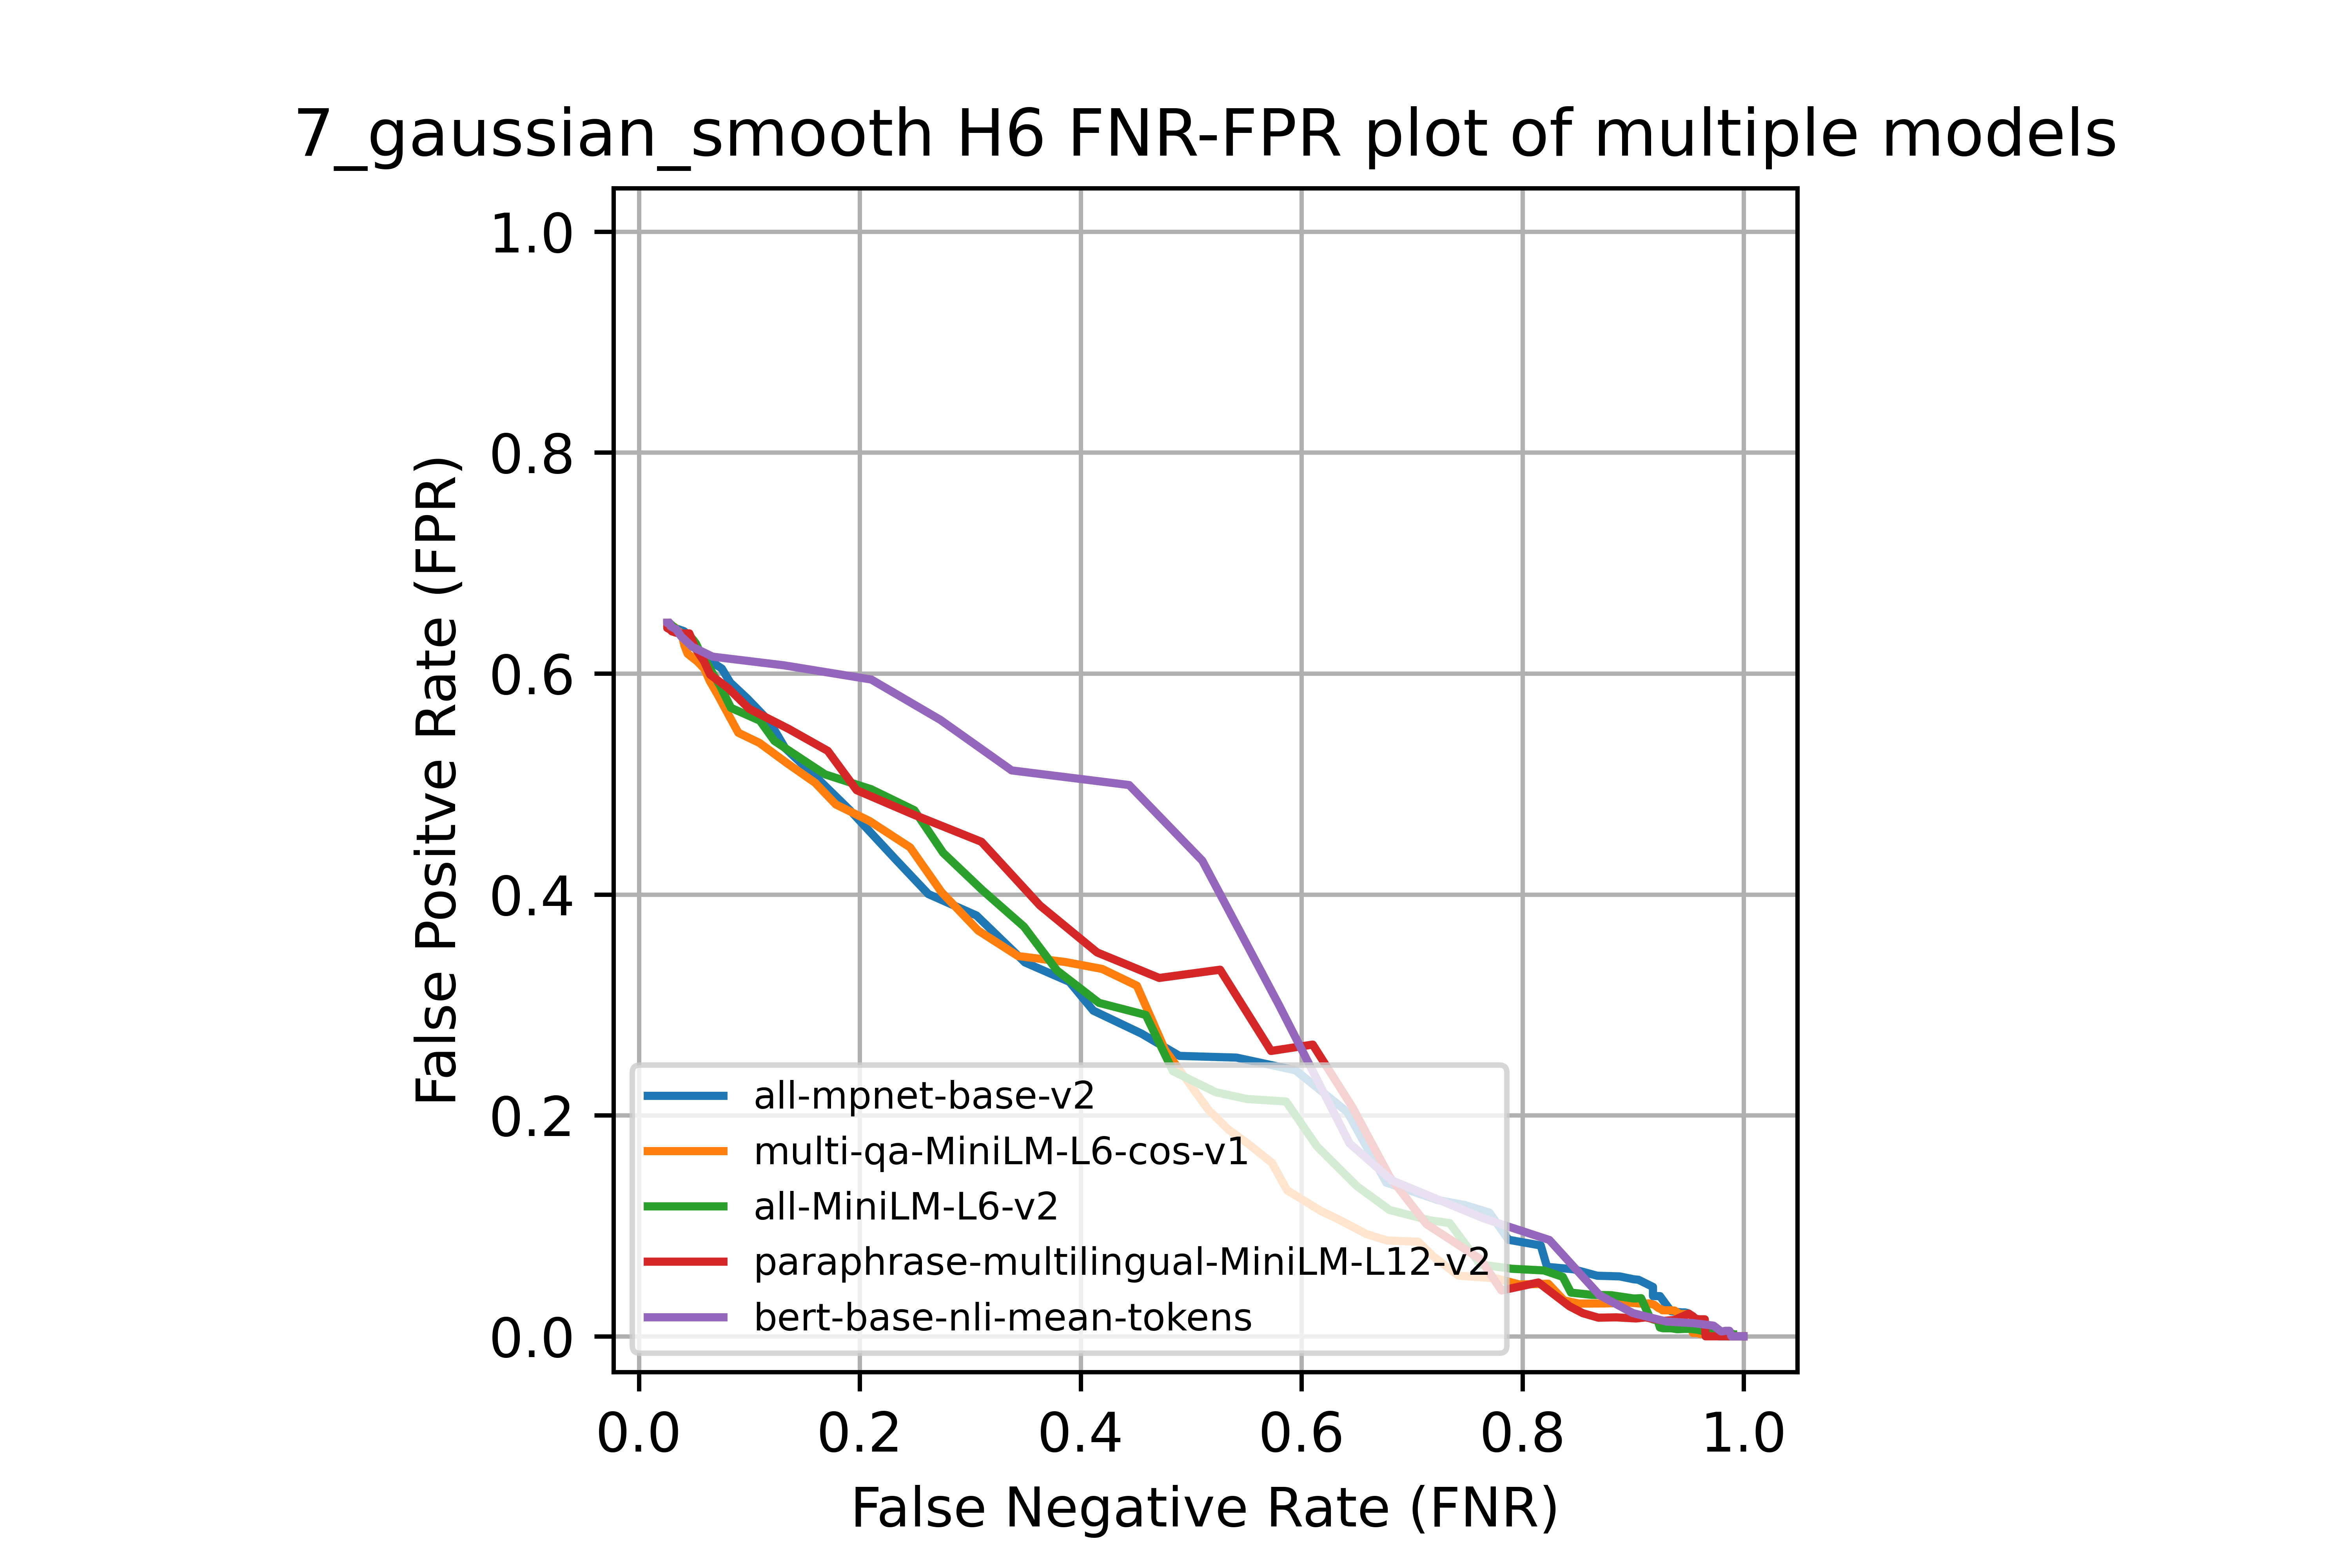 7_gaussian_smooth H6 FNR-FPR plot of multiple models
False Positve Rate (FPR)
1.0
0.8
0.6
0.4
0.2
0.0
all-mpnet-base-v2
multi-qa-MiniLM-L6-cos-v1
all-MiniLM-L6-v2
paraphrase-multilingual-MiniLM-L12-v2
bert-base-nli-mean-tokens
0.0 0.2 0.4 0.6 0.8 1.0
False Negative Rate (FNR)